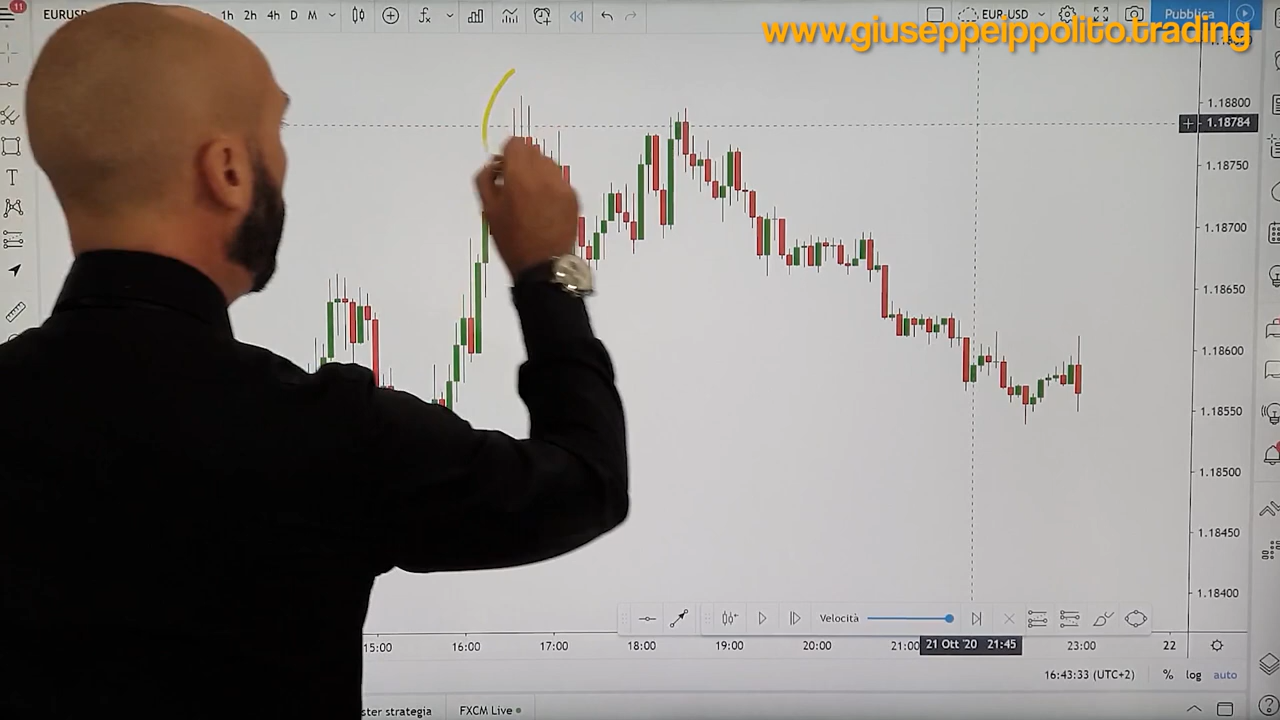 11
EURUSD
1h 2h 4h D M
EUR-USD
Pubblica
www.giuseppeippolito.trading
1.18800
1.18784
1.18750
1.18700
1.18650
1.18600
1.18550
1.18500
1.18450
1.18400
Velocità
15:00 16:00 17:00 18:00 19:00 20:00 21:00 21 Ott '20 21:45 23:00 22
16:43:33 (UTC+2) % log auto
ster strategia FXCM Live